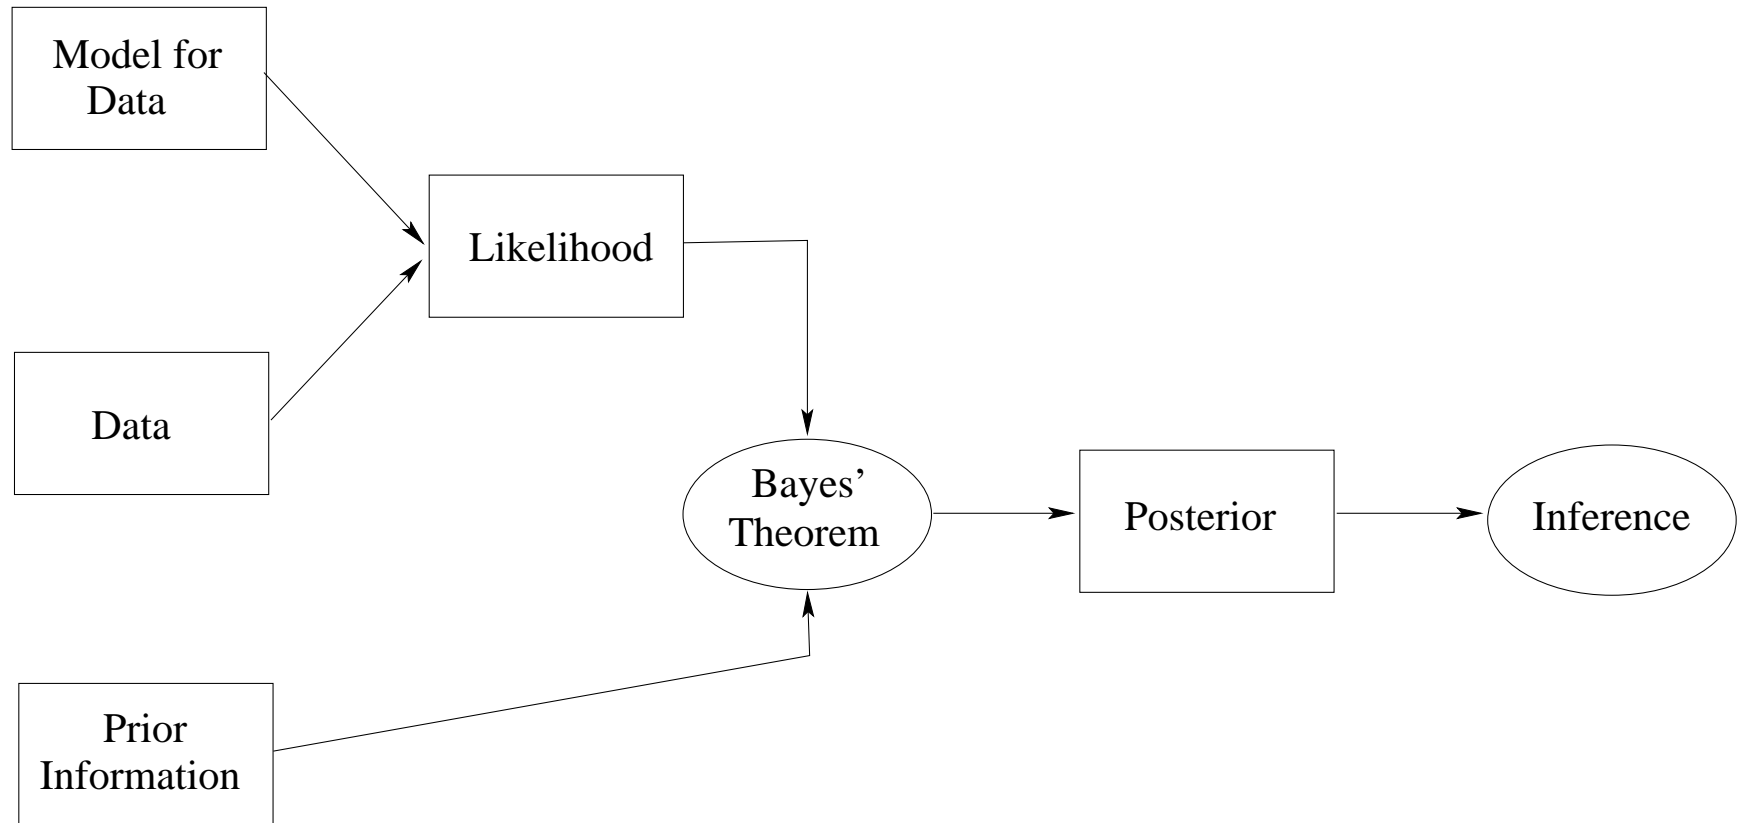 Model for
Data
Likelihood
Data
Bayes’
Theorem
Posterior
Inference
Prior
Information